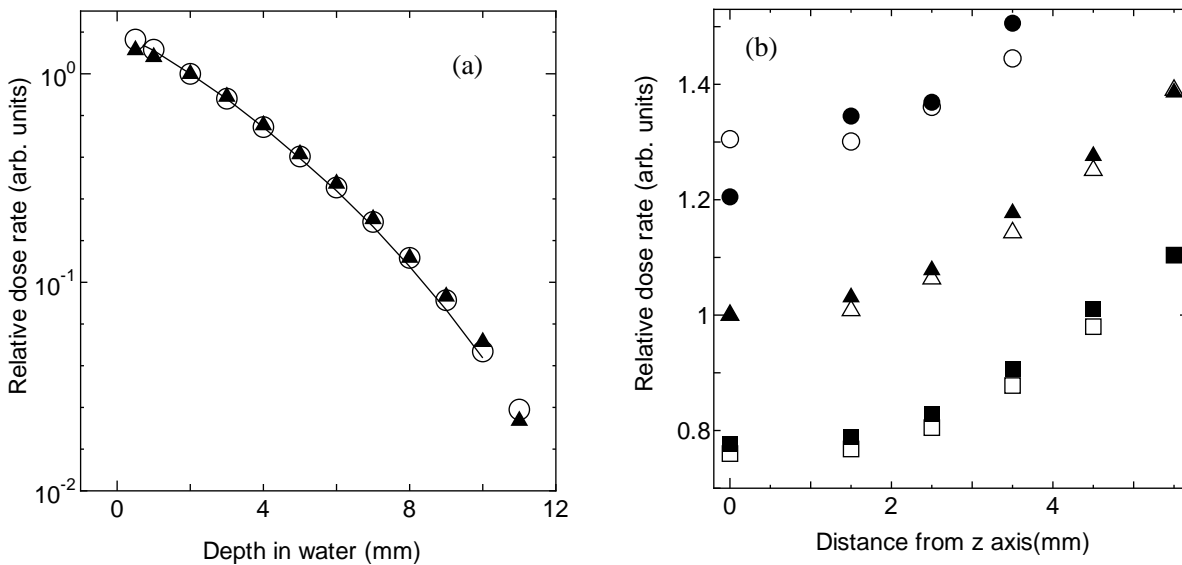 (a)
Relative dose rate (arb. units)
10^0
10^-1
10^-2
0
4
8
12
Depth in water (mm)
(b)
Relative dose rate (arb. units)
1.4
1.2
1
0.8
0
2
4
Distance from z axis(mm)